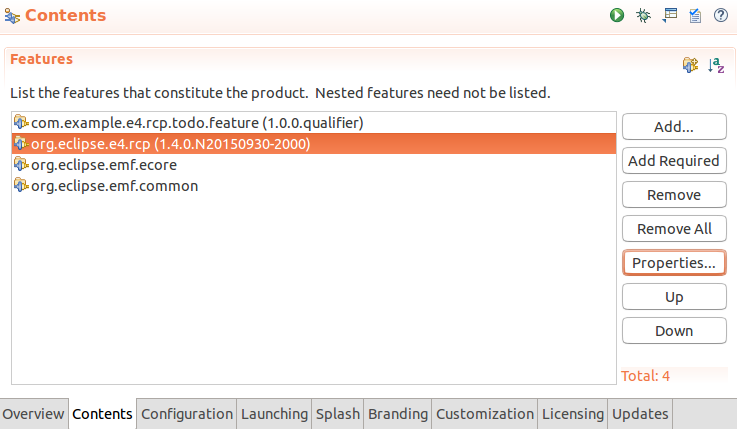 Contents
Features
List the features that constitute the product.  Nested features need not be listed.
com.example.e4.rcp.todo.feature (1.0.0.qualifier)
org.eclipse.e4.rcp (1.4.0.N20150930-2000)
org.eclipse.emf.ecore
org.eclipse.emf.common
Add...
Add Required
Remove
Remove All
Properties...
Up
Down
Total: 4
Overview Contents Configuration Launching Splash Branding Customization Licensing Updates